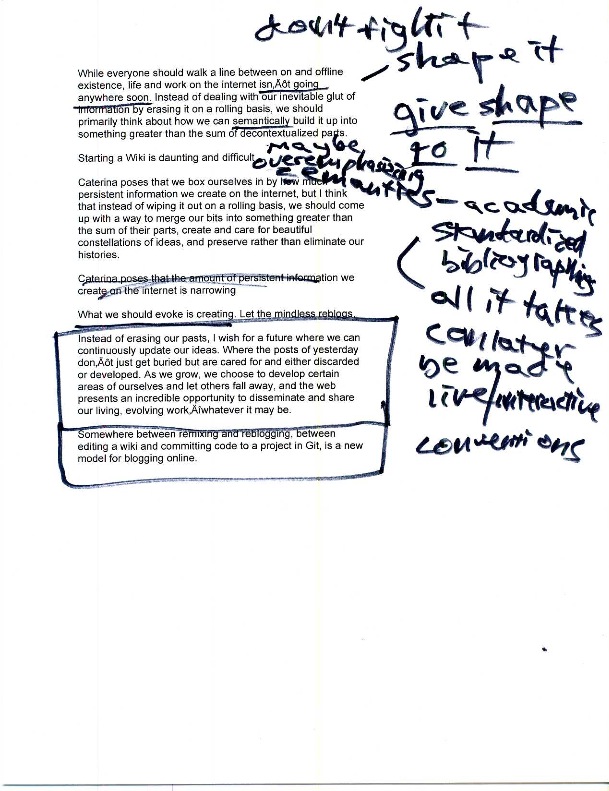 don't fight it
shape it
give shape
to it
While everyone should walk a line between on and offline
existence, life and work on the internet isn‚Äôt going
anywhere soon. Instead of dealing with our inevitable glut of
information by erasing it on a rolling basis, we should
primarily think about how we can semantically build it up into
something greater than the sum of decontextualized parts.
Starting a Wiki is daunting and difficult
maybe
overemphasizing
semantics – academic
Caterina poses that we box ourselves in by how much
persistent information we create on the internet, but I think
that instead of wiping it out on a rolling basis, we should come
up with a way to merge our bits into something greater than
the sum of their parts, create and care for beautiful
constellations of ideas, and preserve rather than eliminate our
histories.
standardized
bibliographies
all it takes
can later
be made
live/interactive
conventions
Caterina poses that the amount of persistent information we
create on the internet is narrowing
What we should evoke is creating. Let the mindless reblogs
Instead of erasing our pasts, I wish for a future where we can
continuously update our ideas. Where the posts of yesterday
don‚Äôt just get buried but are cared for and either discarded
or developed. As we grow, we choose to develop certain
areas of ourselves and let others fall away, and the web
presents an incredible opportunity to disseminate and share
our living, evolving work‚Äîwhatever it may be.
Somewhere between remixing and reblogging, between
editing a wiki and committing code to a project in Git, is a new
model for blogging online.